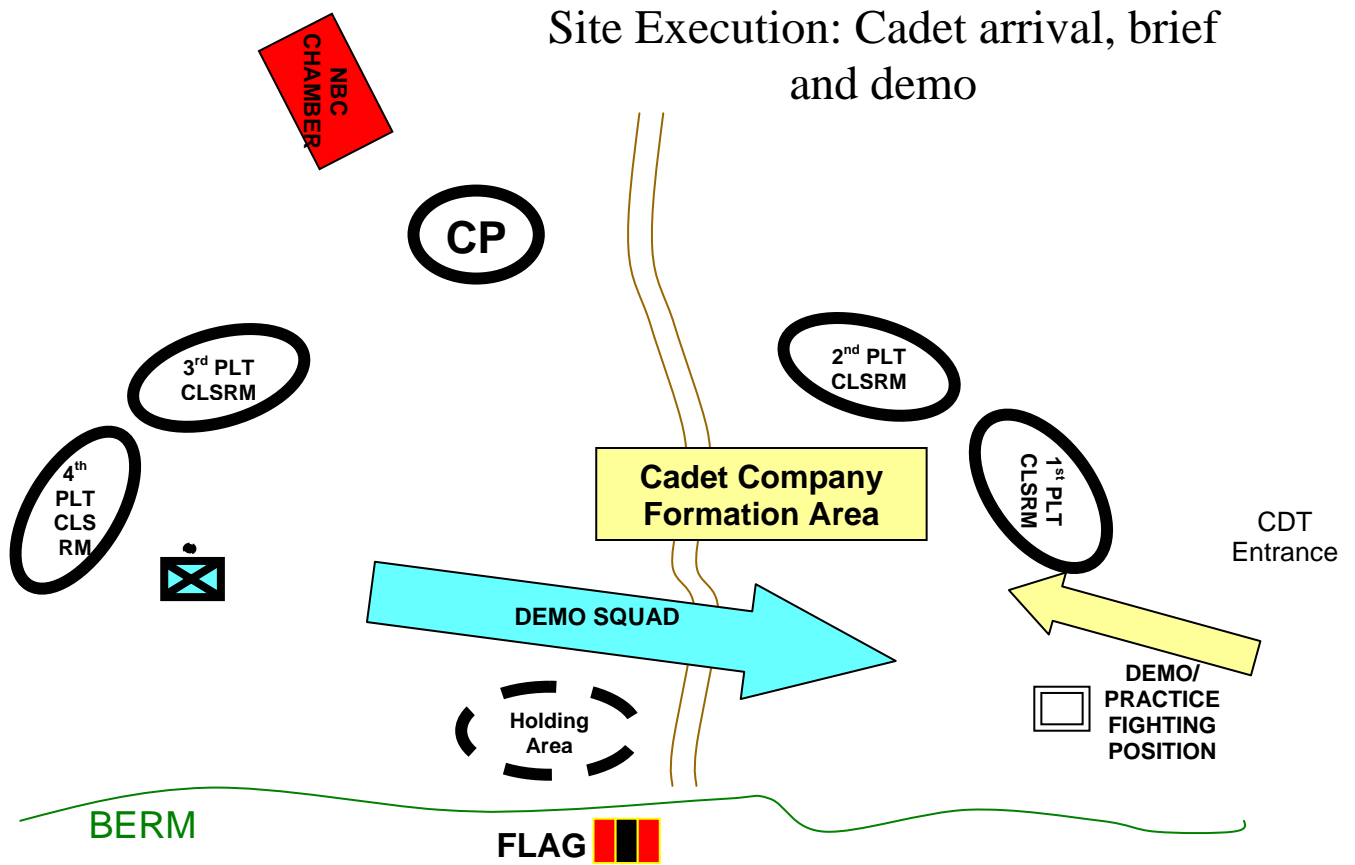 Site Execution: Cadet arrival, brief
and demo
NBC
CHAMBER
CP
3rd PLT
CLSRM
2nd PLT
CLSRM
4th
PLT
CLS
RM
1st PLT
CLSRM
Cadet Company
Formation Area
CDT
Entrance
DEMO SQUAD
DEMO/
PRACTICE
FIGHTING
POSITION
Holding
Area
BERM
FLAG